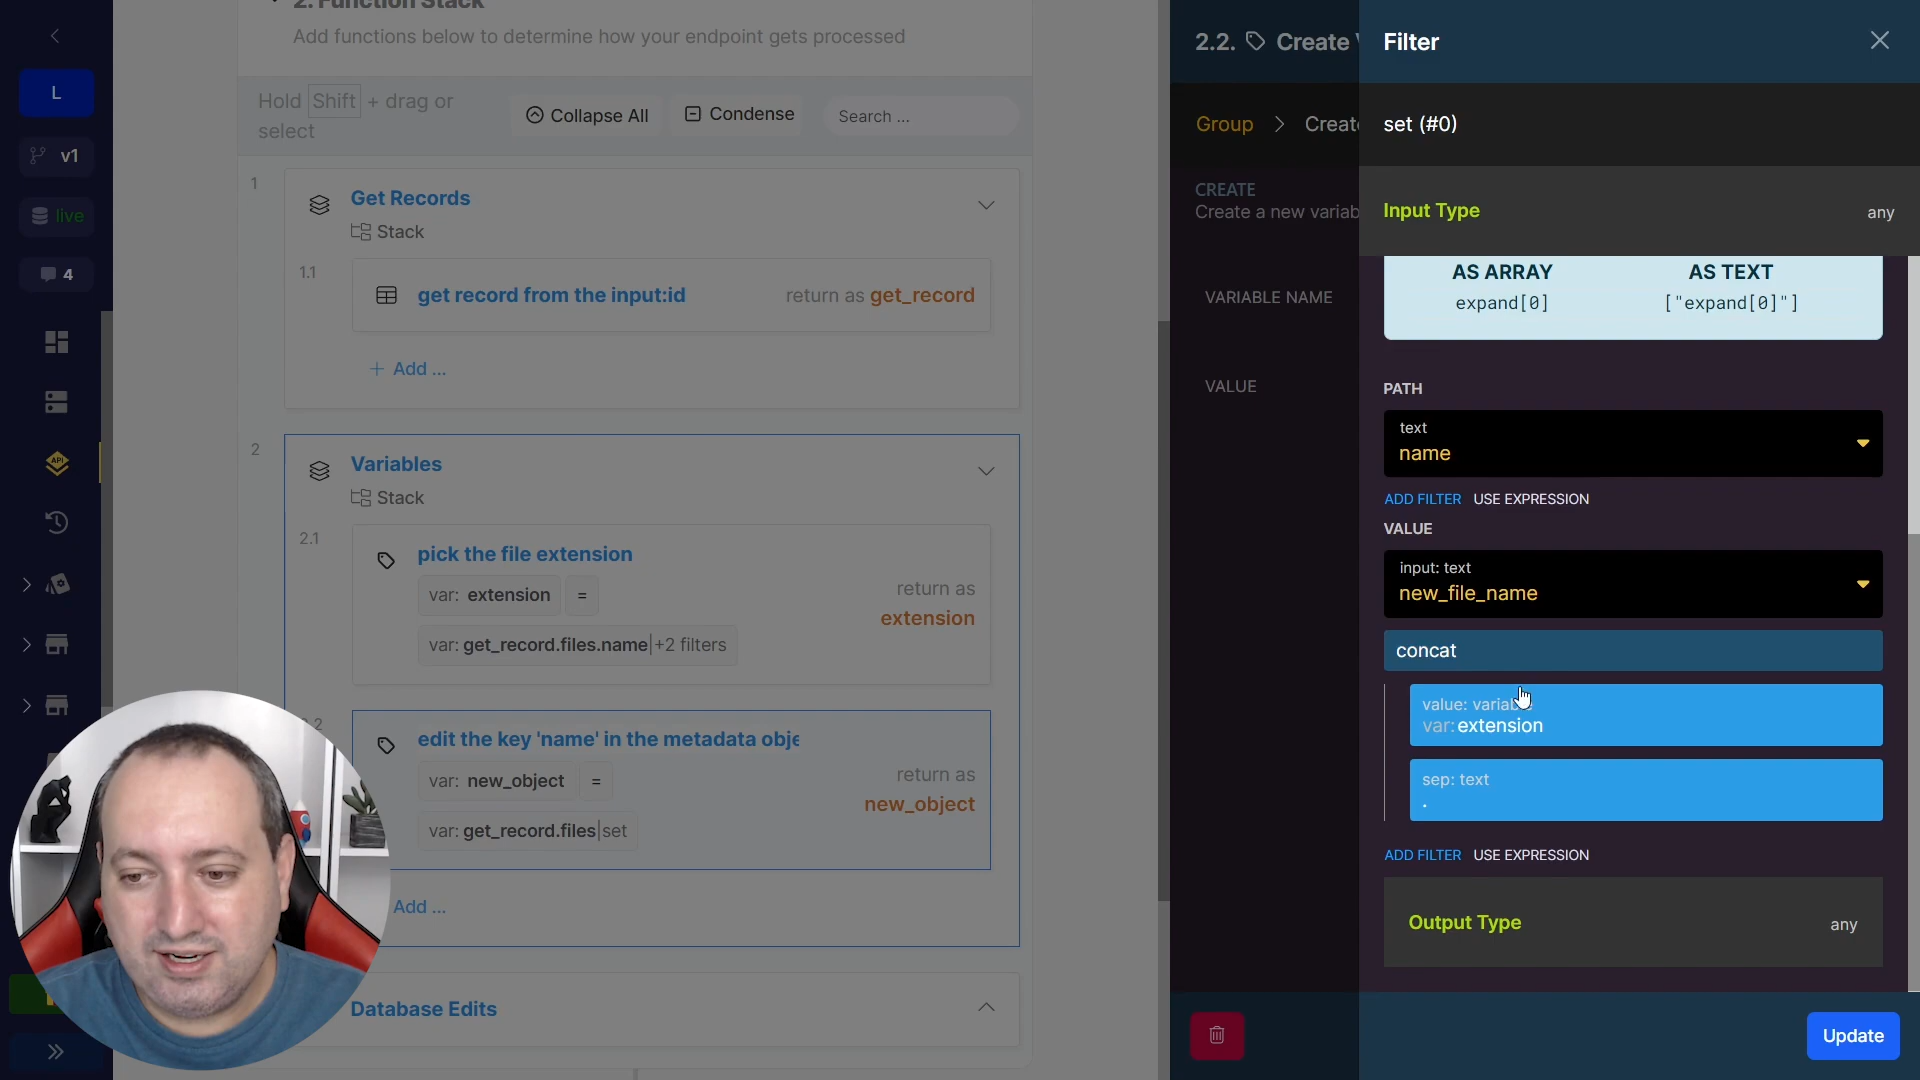 L
v1
live
4
2. Function Stack
Add functions below to determine how your endpoint gets processed
Hold Shift + drag or
select
Collapse All
Condense
Search ...
1
Get Records
Stack
1.1
get record from the input:id
return as get_record
+ Add ...
2
Variables
Stack
2.1
pick the file extension
var: extension
=
var: get_record.files.name|+2 filters
return as
extension
edit the key 'name' in the metadata obje
var: new_object
=
var: get_record.files|set
return as
new_object
Add ...
Database Edits
2.2. Create
Group > Create
CREATE
Create a new variab
VARIABLE NAME
VALUE
Filter
set (#0)
Input Type
any
AS ARRAY
AS TEXT
expand[0]
["expand[0]"]
PATH
text
name
ADD FILTER USE EXPRESSION
VALUE
input: text
new_file_name
concat
value: variable
var: extension
sep: text
.
ADD FILTER USE EXPRESSION
Output Type
any
Update